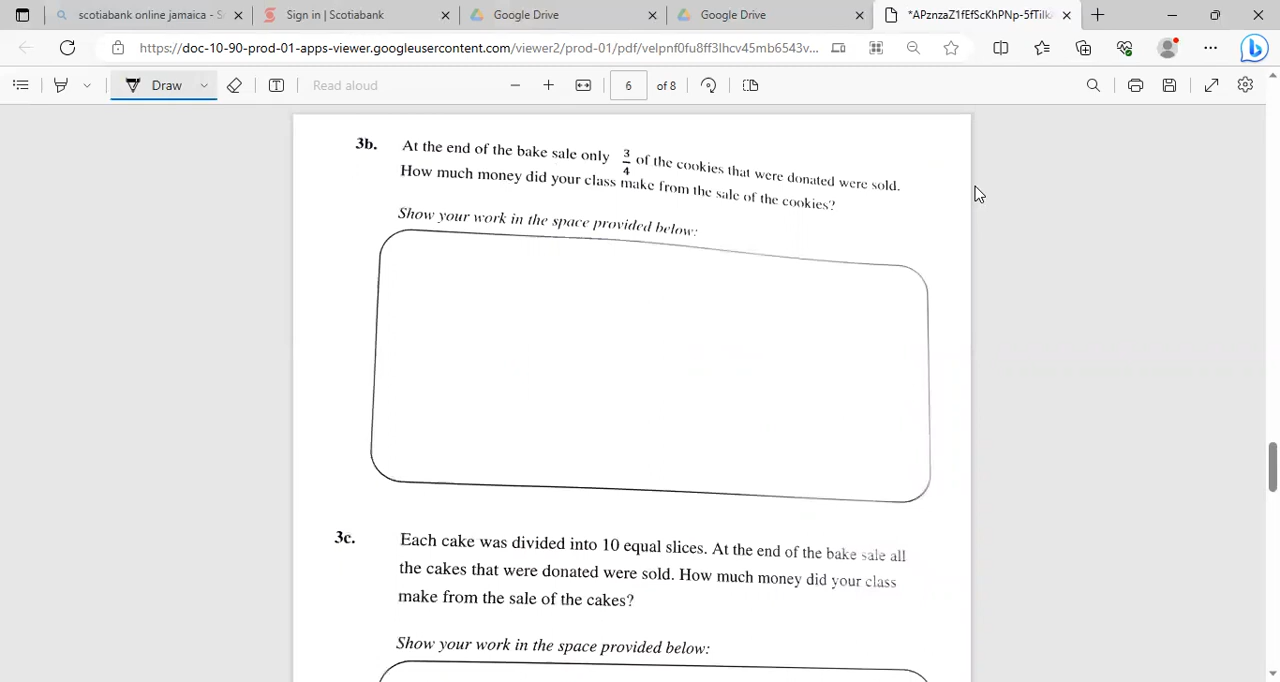 scotiabank online jamaica - S
Sign in | Scotiabank
Google Drive
Google Drive
*APznzaZ1fEfScKhPNp-5fTilk
https://doc-10-90-prod-01-apps-viewer.googleusercontent.com/viewer2/prod-01/pdf/velpnf0fu8ff3lhcv45mb6543v...
Draw
Read aloud
6 of 8
3b. At the end of the bake sale only 3/4 of the cookies that were donated were sold.
How much money did your class make from the sale of the cookies?
Show your work in the space provided below:
3c. Each cake was divided into 10 equal slices. At the end of the bake sale all
the cakes that were donated were sold. How much money did your class
make from the sale of the cakes?
Show your work in the space provided below: